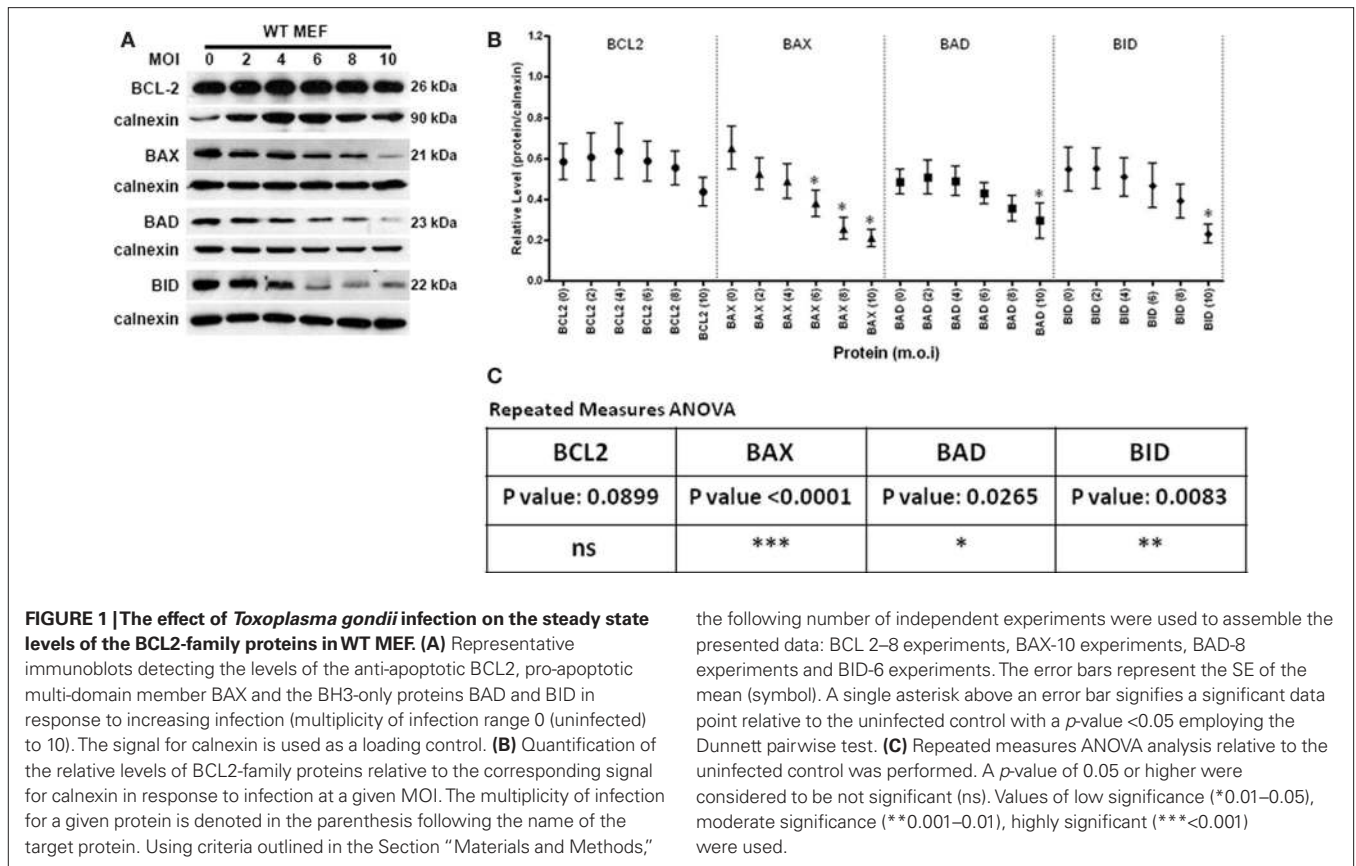 A
WT MEF
MOI 0 2 4 6 8 10
BCL-2 26 kDa
calnexin 90 kDa
BAX 21 kDa
calnexin
BAD 23 kDa
calnexin
BID 22 kDa
calnexin
B
BCL2 BAX BAD BID
Relative Level (protein/calnexin)
1.2
1.0
0.8
0.6
0.4
0.2
0.0
* * * * *
BCL2 (0) BCL2 (2) BCL2 (4) BCL2 (6) BCL2 (8) BCL2 (10) BAX (0) BAX (2) BAX (4) BAX (6) BAX (8) BAX (10) BAD (0) BAD (2) BAD (4) BAD (6) BAD (8) BAD (10) BID (0) BID (2) BID (4) BID (6) BID (8) BID (10)
Protein (m.o.i)
C
Repeated Measures ANOVA
BCL2 BAX BAD BID
P value: 0.0899 P value <0.0001 P value: 0.0265 P value: 0.0083
ns *** * **
FIGURE 1 | The effect of Toxoplasma gondii infection on the steady state
levels of the BCL2-family proteins in WT MEF. (A) Representative
immunoblots detecting the levels of the anti-apoptotic BCL2, pro-apoptotic
multi-domain member BAX and the BH3-only proteins BAD and BID in
response to increasing infection (multiplicity of infection range 0 (uninfected)
to 10). The signal for calnexin is used as a loading control. (B) Quantification of
the relative levels of BCL2-family proteins relative to the corresponding signal
for calnexin in response to infection at a given MOI. The multiplicity of infection
for a given protein is denoted in the parenthesis following the name of the
target protein. Using criteria outlined in the Section “Materials and Methods,”
the following number of independent experiments were used to assemble the
presented data: BCL 2–8 experiments, BAX-10 experiments, BAD-8
experiments and BID-6 experiments. The error bars represent the SE of the
mean (symbol). A single asterisk above an error bar signifies a significant data
point relative to the uninfected control with a p-value <0.05 employing the
Dunnett pairwise test. (C) Repeated measures ANOVA analysis relative to the
uninfected control was performed. A p-value of 0.05 or higher were
considered to be not significant (ns). Values of low significance (*0.01–0.05),
moderate significance (**0.001–0.01), highly significant (***<0.001)
were used.